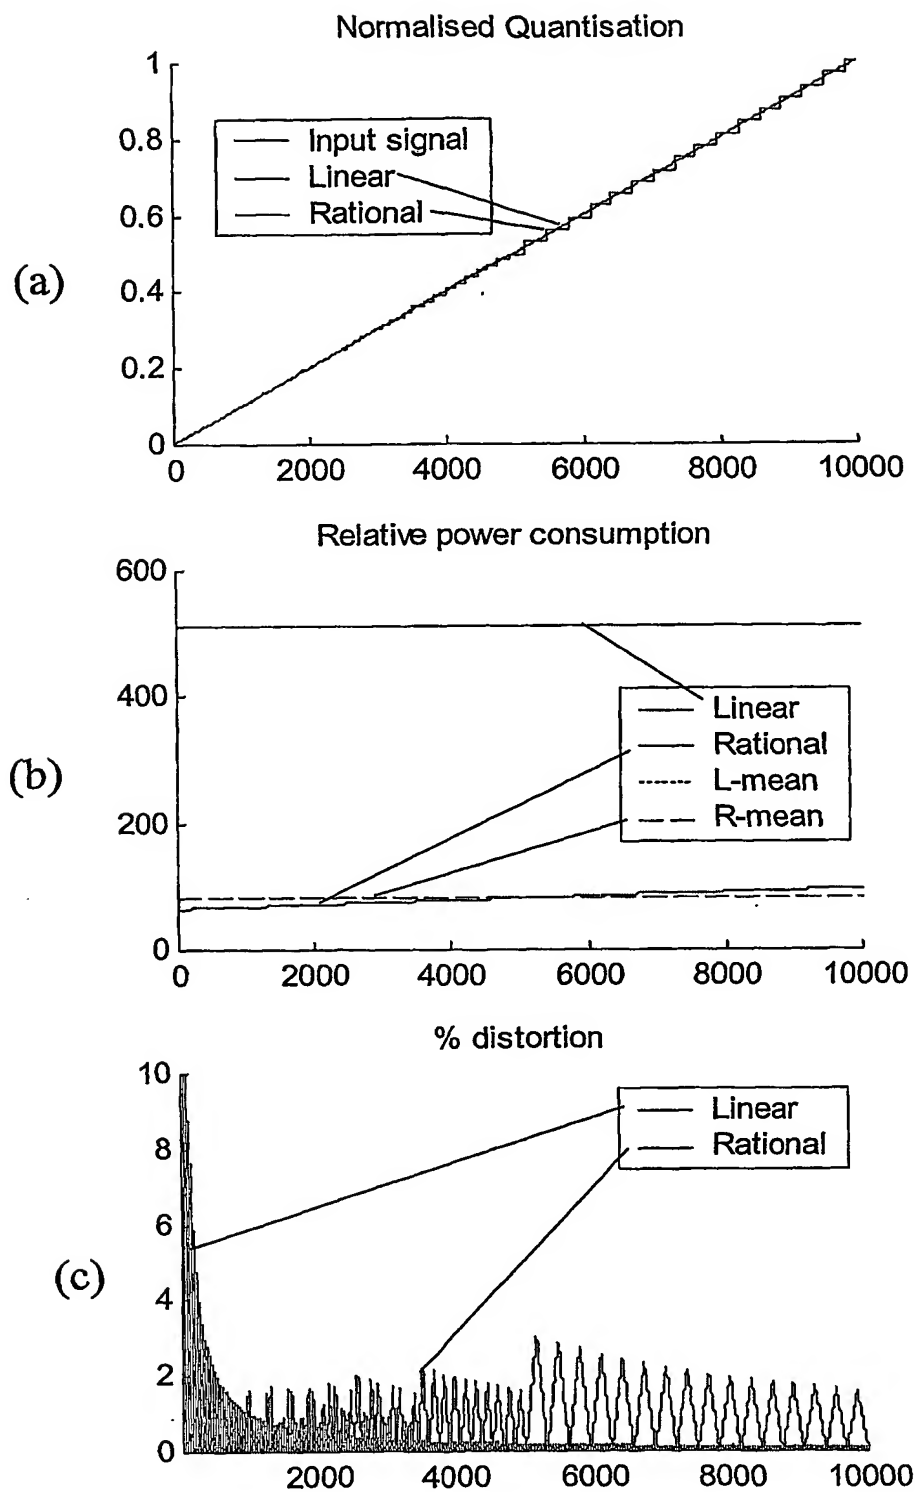 Normalised Quantisation
1
0.8
0.6
0.4
0.2
0
Input signal
Linear
Rational
(a)
0 2000 4000 6000 8000 10000
Relative power consumption
600
400
200
0
Linear
Rational
L-mean
R-mean
(b)
0 2000 4000 6000 8000 10000
% distortion
10
8
6
4
2
0
Linear
Rational
(c)
2000 4000 6000 8000 10000